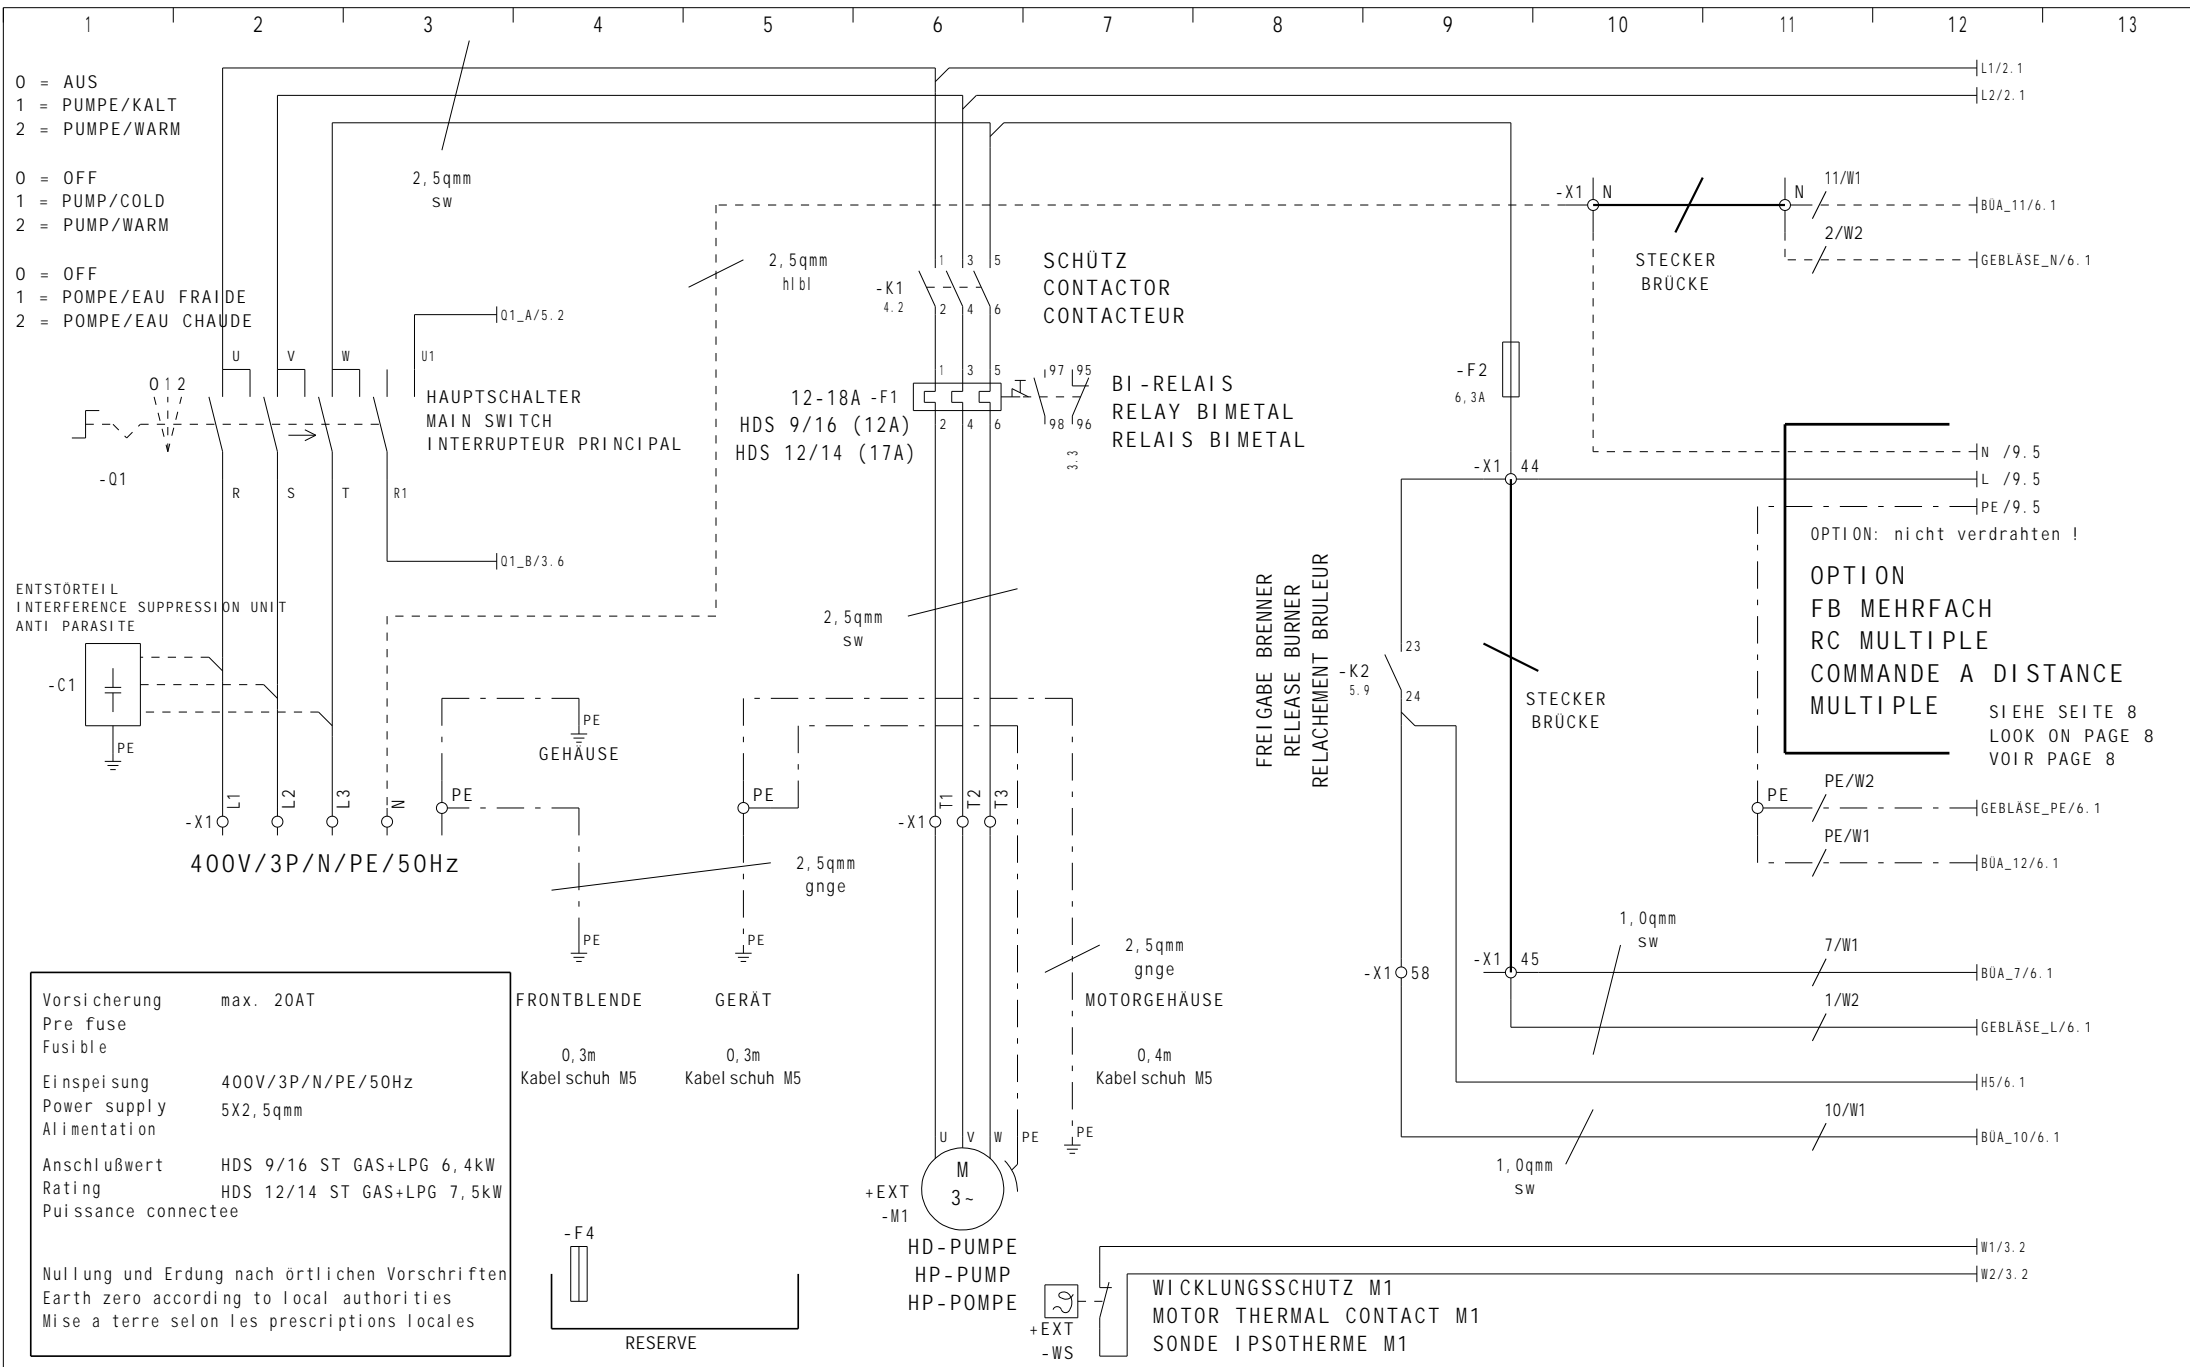 1 2 3 4 5 6 7 8 9 10 11 12 13
0 = AUS
1 = PUMPE/KALT
2 = PUMPE/WARM
0 = OFF
1 = PUMP/COLD
2 = PUMP/WARM
0 = OFF
1 = POMPE/EAU FRAIDE
2 = POMPE/EAU CHAUDE
2,5qmm
sw
L1/2.1
L2/2.1
-X1 N
N
11/W1
BÜA_11/6.1
2/W2
GEBLÄSE_N/6.1
STECKER
BRÜCKE
2,5qmm
hlbl
1 3 5
-K1
4.2
2 4 6
SCHÜTZ
CONTACTOR
CONTACTEUR
Q1_A/5.2
U V W U1
0 1 2
-Q1
HAUPTSCHALTER
MAIN SWITCH
INTERRUPTEUR PRINCIPAL
R S T R1
Q1_B/3.6
1 3 5
12-18A -F1
HDS 9/16 (12A)
HDS 12/14 (17A)
2 4 6
97 95
98 96
3.3
BI-RELAIS
RELAY BIMETAL
RELAIS BIMETAL
-F2
6,3A
-X1 44
N /9.5
L /9.5
PE/9.5
OPTION: nicht verdrahten !
OPTION
FB MEHRFACH
RC MULTIPLE
COMMANDE A DISTANCE
MULTIPLE
SIEHE SEITE 8
LOOK ON PAGE 8
VOIR PAGE 8
ENTSTÖRTEIL
INTERFERENCE SUPPRESSION UNIT
ANTI PARASITE
-C1
PE
2,5qmm
sw
FREIGABE BRENNER
RELEASE BURNER
RELACHEMENT BRULEUR
23
-K2
5.9
24
STECKER
BRÜCKE
PE
GEHÄUSE
-X1
L1
L2
L3
N
PE
PE
-X1
T1
T2
T3
PE
PE/W2
GEBLÄSE_PE/6.1
PE/W1
BÜA_12/6.1
400V/3P/N/PE/50Hz
2,5qmm
gnge
PE
PE
2,5qmm
gnge
1,0qmm
sw
-X1 58
-X1 45
7/W1
BÜA_7/6.1
1/W2
GEBLÄSE_L/6.1
H5/6.1
10/W1
BÜA_10/6.1
1,0qmm
sw
FRONTBLENDE
0,3m
Kabelschuh M5
GERÄT
0,3m
Kabelschuh M5
MOTORGEHÄUSE
0,4m
Kabelschuh M5
PE
Vorsicherung max. 20AT
Pre fuse
Fusible
Einspeisung 400V/3P/N/PE/50Hz
Power supply 5X2,5qmm
Alimentation
Anschlußwert HDS 9/16 ST GAS+LPG 6,4kW
Rating HDS 12/14 ST GAS+LPG 7,5kW
Puissance connectee
Nullung und Erdung nach örtlichen Vorschriften
Earth zero according to local authorities
Mise a terre selon les prescriptions locales
-F4
RESERVE
U V W PE
M
3~
+EXT
-M1
HD-PUMPE
HP-PUMP
HP-POMPE
+EXT
-WS
WICKLUNGSSCHUTZ M1
MOTOR THERMAL CONTACT M1
SONDE IPSOTHERME M1
W1/3.2
W2/3.2